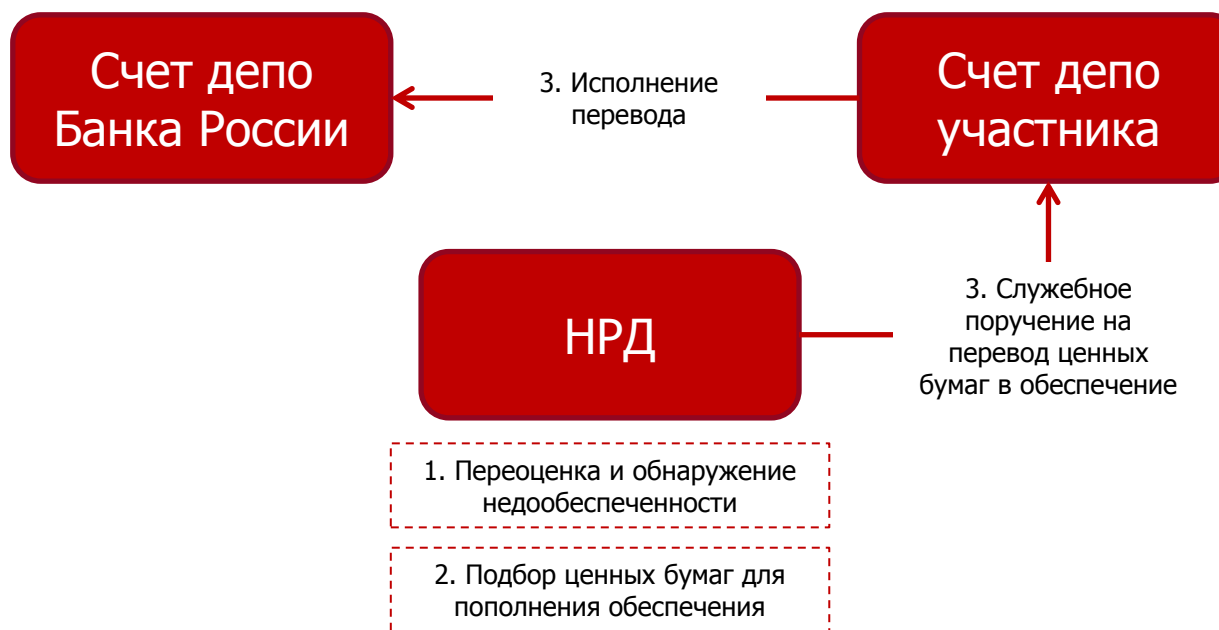 Счет депо
Банка России
3. Исполнение
перевода
Счет депо
участника
НРД
3. Служебное
поручение на
перевод ценных
бумаг в обеспечение
1. Переоценка и обнаружение
недообеспеченности
2. Подбор ценных бумаг для
пополнения обеспечения